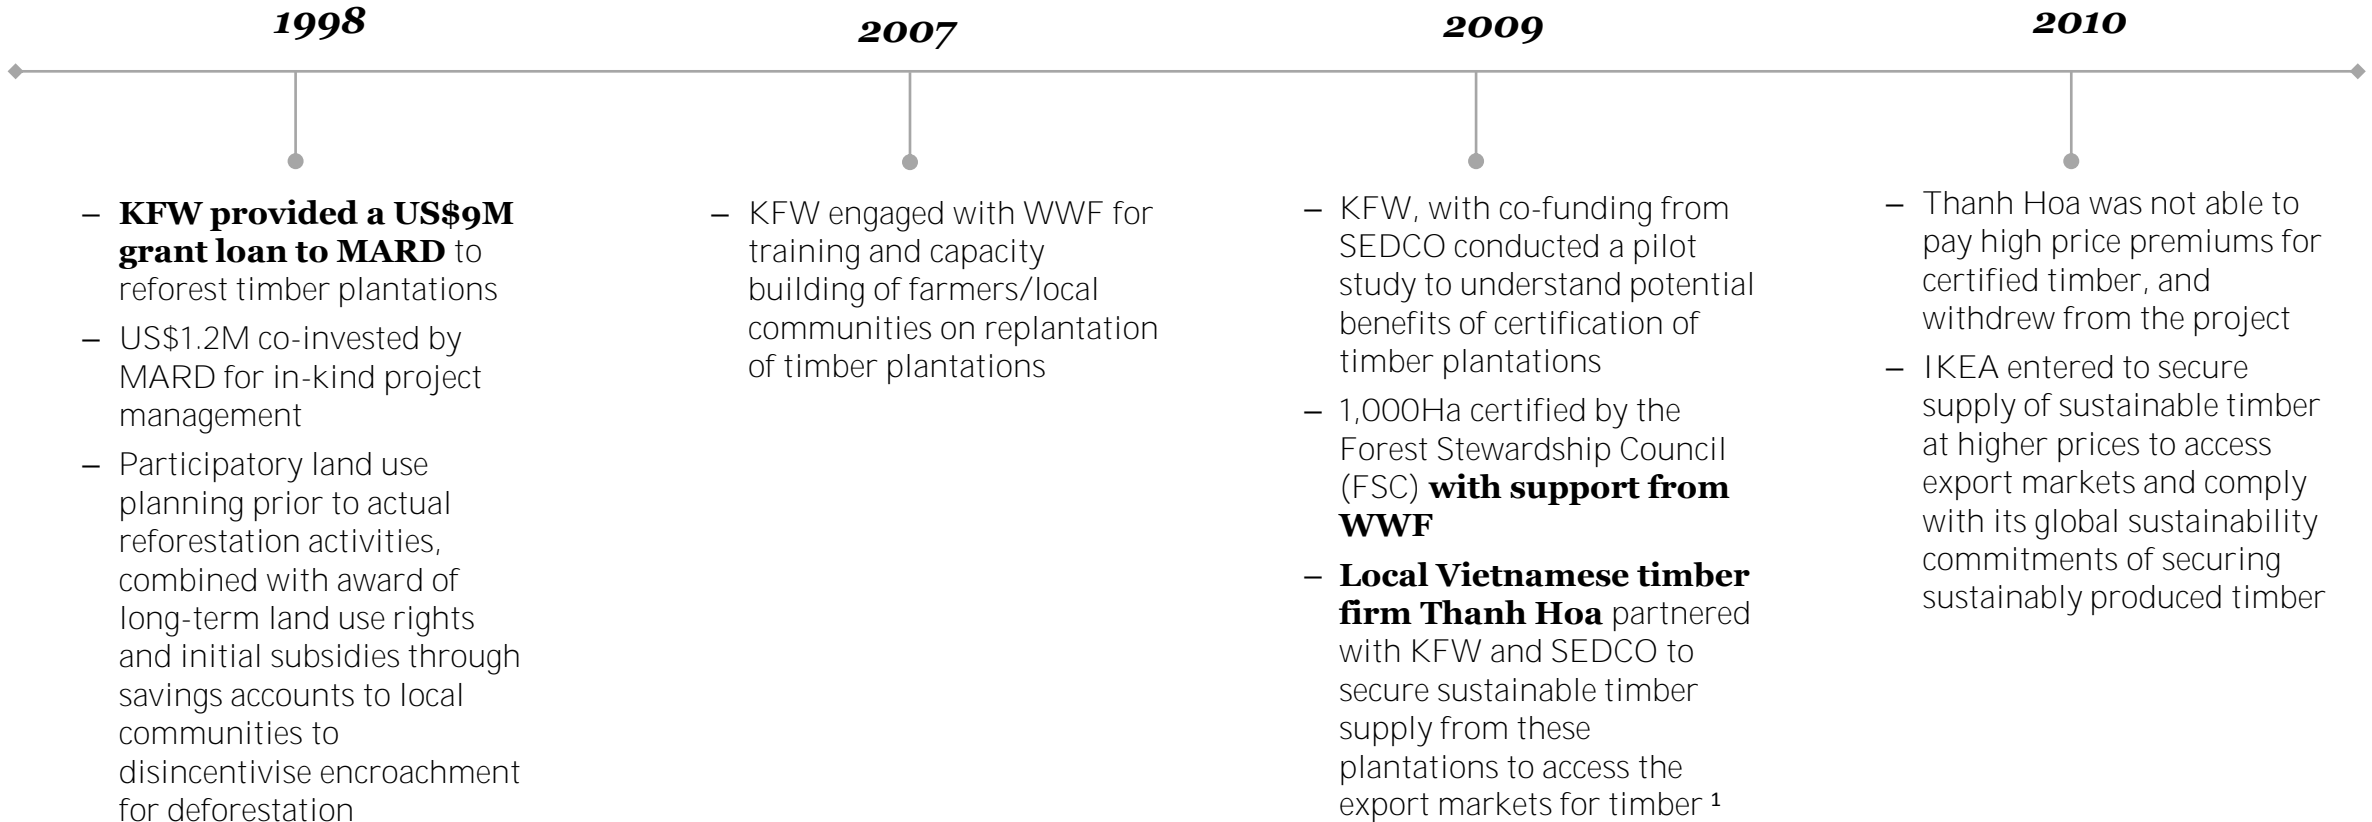 1998
– KFW provided a US$9M
grant loan to MARD to
reforest timber plantations
– US$1.2M co-invested by
MARD for in-kind project
management
– Participatory land use
planning prior to actual
reforestation activities,
combined with award of
long-term land use rights
and initial subsidies through
savings accounts to local
communities to
disincentivise encroachment
for deforestation
2007
– KFW engaged with WWF for
training and capacity
building of farmers/local
communities on replantation
of timber plantations
2009
– KFW, with co-funding from
SEDCO conducted a pilot
study to understand potential
benefits of certification of
timber plantations
– 1,000Ha certified by the
Forest Stewardship Council
(FSC) with support from
WWF
– Local Vietnamese timber
firm Thanh Hoa partnered
with KFW and SEDCO to
secure sustainable timber
supply from these
plantations to access the
export markets for timber 1
2010
– Thanh Hoa was not able to
pay high price premiums for
certified timber, and
withdrew from the project
– IKEA entered to secure
supply of sustainable timber
at higher prices to access
export markets and comply
with its global sustainability
commitments of securing
sustainably produced timber